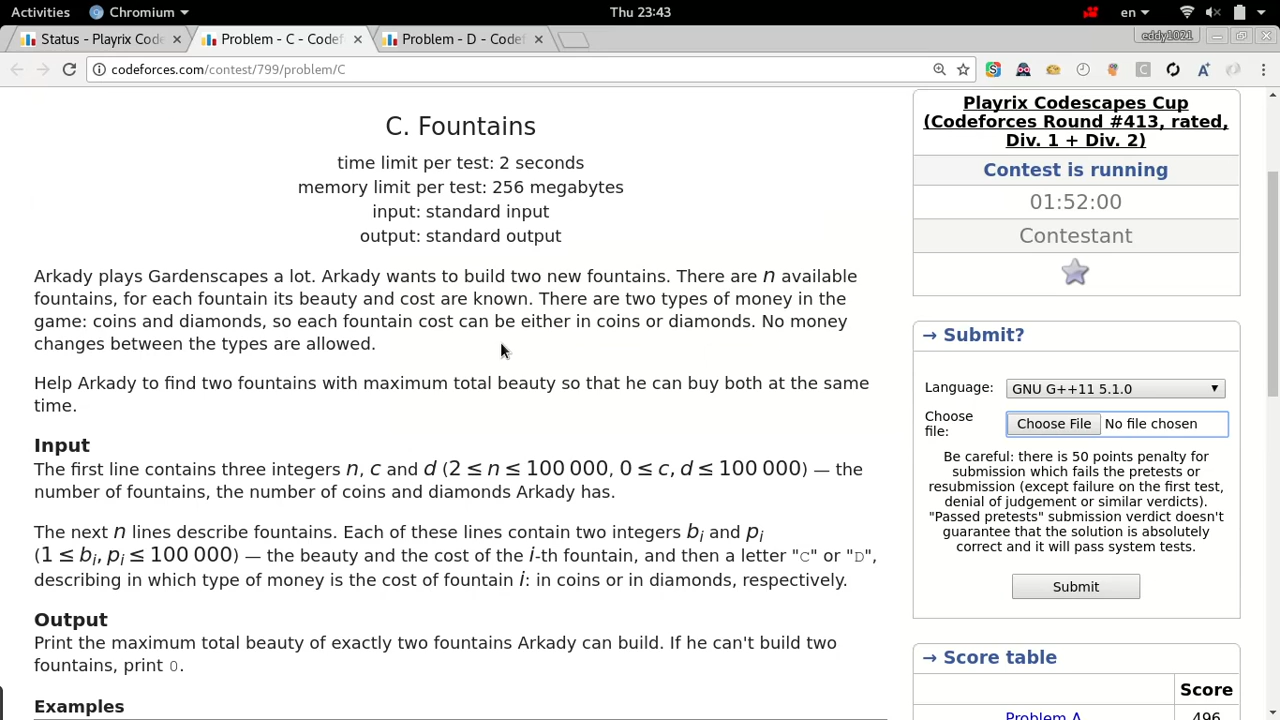 Activities Chromium Thu 23:43 en
Status - Playrix Code Problem - C - Codef Problem - D - Codef eddy1021
codeforces.com/contest/799/problem/C
C. Fountains
time limit per test: 2 seconds
memory limit per test: 256 megabytes
input: standard input
output: standard output
Arkady plays Gardenscapes a lot. Arkady wants to build two new fountains. There are n available
fountains, for each fountain its beauty and cost are known. There are two types of money in the
game: coins and diamonds, so each fountain cost can be either in coins or diamonds. No money
changes between the types are allowed.
Help Arkady to find two fountains with maximum total beauty so that he can buy both at the same
time.
Input
The first line contains three integers n, c and d (2 ≤ n ≤ 100 000, 0 ≤ c, d ≤ 100 000) — the
number of fountains, the number of coins and diamonds Arkady has.
The next n lines describe fountains. Each of these lines contain two integers bi and pi
(1 ≤ bi, pi ≤ 100 000) — the beauty and the cost of the i-th fountain, and then a letter "C" or "D",
describing in which type of money is the cost of fountain i: in coins or in diamonds, respectively.
Output
Print the maximum total beauty of exactly two fountains Arkady can build. If he can't build two
fountains, print 0.
Examples
Playrix Codescapes Cup
(Codeforces Round #413, rated,
Div. 1 + Div. 2)
Contest is running
01:52:00
Contestant
→ Submit?
Language: GNU G++11 5.1.0
Choose
file: Choose File No file chosen
Be careful: there is 50 points penalty for
submission which fails the pretests or
resubmission (except failure on the first test,
denial of judgement or similar verdicts).
"Passed pretests" submission verdict doesn't
guarantee that the solution is absolutely
correct and it will pass system tests.
Submit
→ Score table
Score
Problem A 496